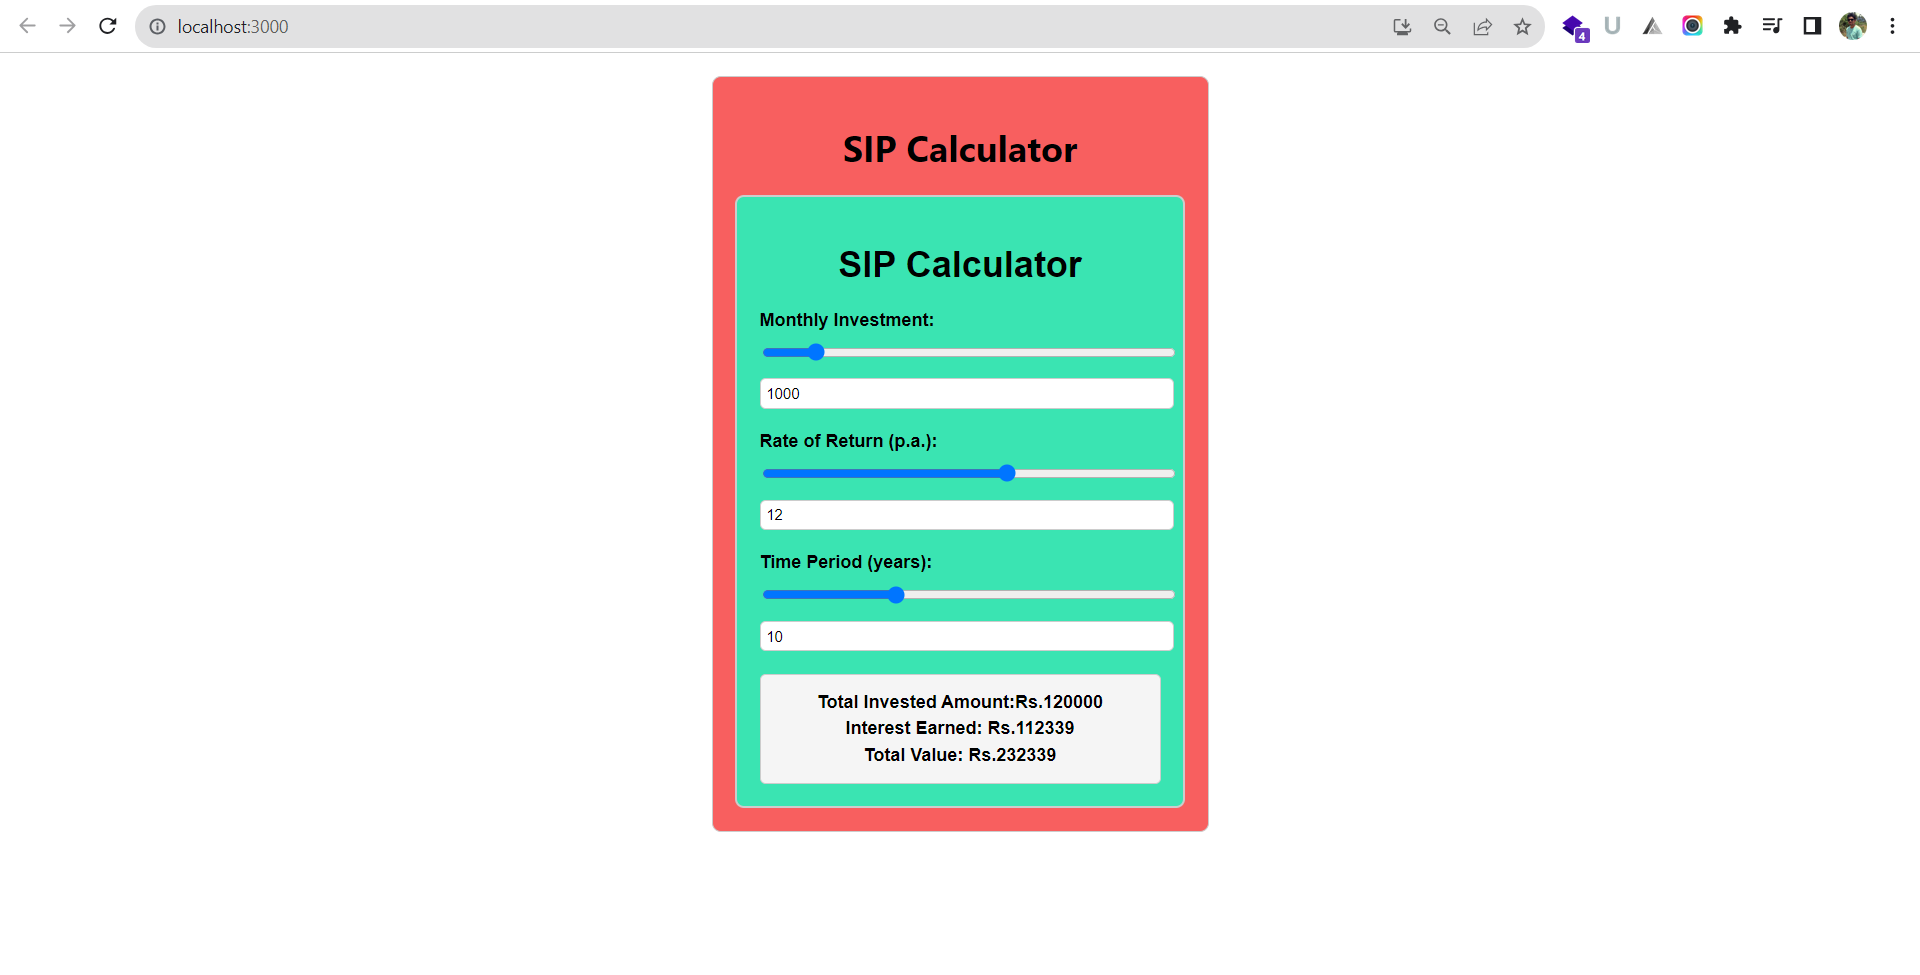 localhost:3000
4
SIP Calculator
SIP Calculator
Monthly Investment:
1000
Rate of Return (p.a.):
12
Time Period (years):
10
Total Invested Amount:Rs.120000
Interest Earned: Rs.112339
Total Value: Rs.232339